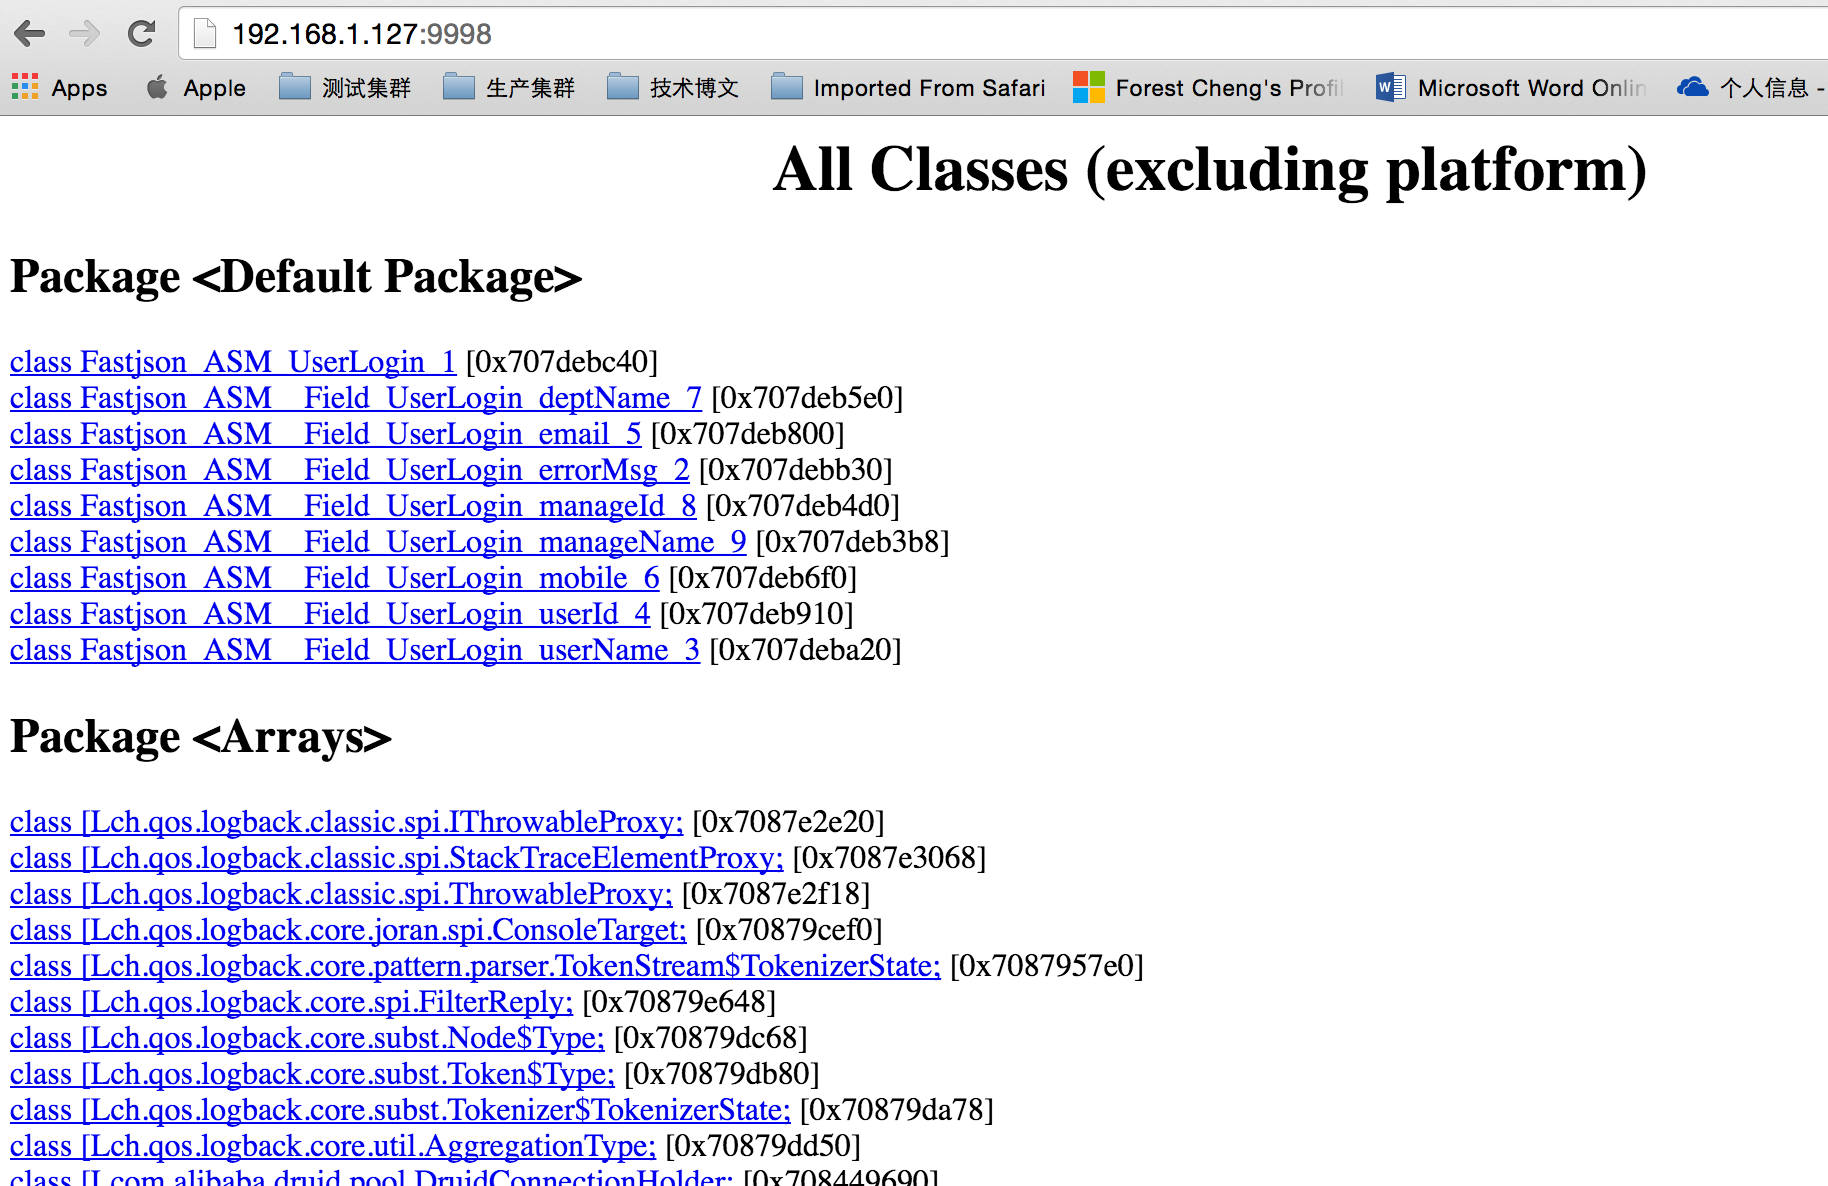 192.168.1.127:9998
Apps Apple 测试集群 生产集群 技术博文 Imported From Safari Forest Cheng's Profil Microsoft Word Onlin 个人信息 -
All Classes (excluding platform)
Package <Default Package>
class Fastjson_ASM_UserLogin_1 [0x707debc40]
class Fastjson_ASM__Field_UserLogin_deptName_7 [0x707deb5e0]
class Fastjson_ASM__Field_UserLogin_email_5 [0x707deb800]
class Fastjson_ASM__Field_UserLogin_errorMsg_2 [0x707debb30]
class Fastjson_ASM__Field_UserLogin_manageId_8 [0x707deb4d0]
class Fastjson_ASM__Field_UserLogin_manageName_9 [0x707deb3b8]
class Fastjson_ASM__Field_UserLogin_mobile_6 [0x707deb6f0]
class Fastjson_ASM__Field_UserLogin_userId_4 [0x707deb910]
class Fastjson_ASM__Field_UserLogin_userName_3 [0x707deba20]
Package <Arrays>
class [Lch.qos.logback.classic.spi.IThrowableProxy; [0x7087e2e20]
class [Lch.qos.logback.classic.spi.StackTraceElementProxy; [0x7087e3068]
class [Lch.qos.logback.classic.spi.ThrowableProxy; [0x7087e2f18]
class [Lch.qos.logback.core.joran.spi.ConsoleTarget; [0x70879cef0]
class [Lch.qos.logback.core.pattern.parser.TokenStream$TokenizerState; [0x7087957e0]
class [Lch.qos.logback.core.spi.FilterReply; [0x70879e648]
class [Lch.qos.logback.core.subst.Node$Type; [0x70879dc68]
class [Lch.qos.logback.core.subst.Token$Type; [0x70879db80]
class [Lch.qos.logback.core.subst.Tokenizer$TokenizerState; [0x70879da78]
class [Lch.qos.logback.core.util.AggregationType; [0x70879dd50]
class [Lcom.alibaba.druid.pool.DruidConnectionHolder; [0x708449690]